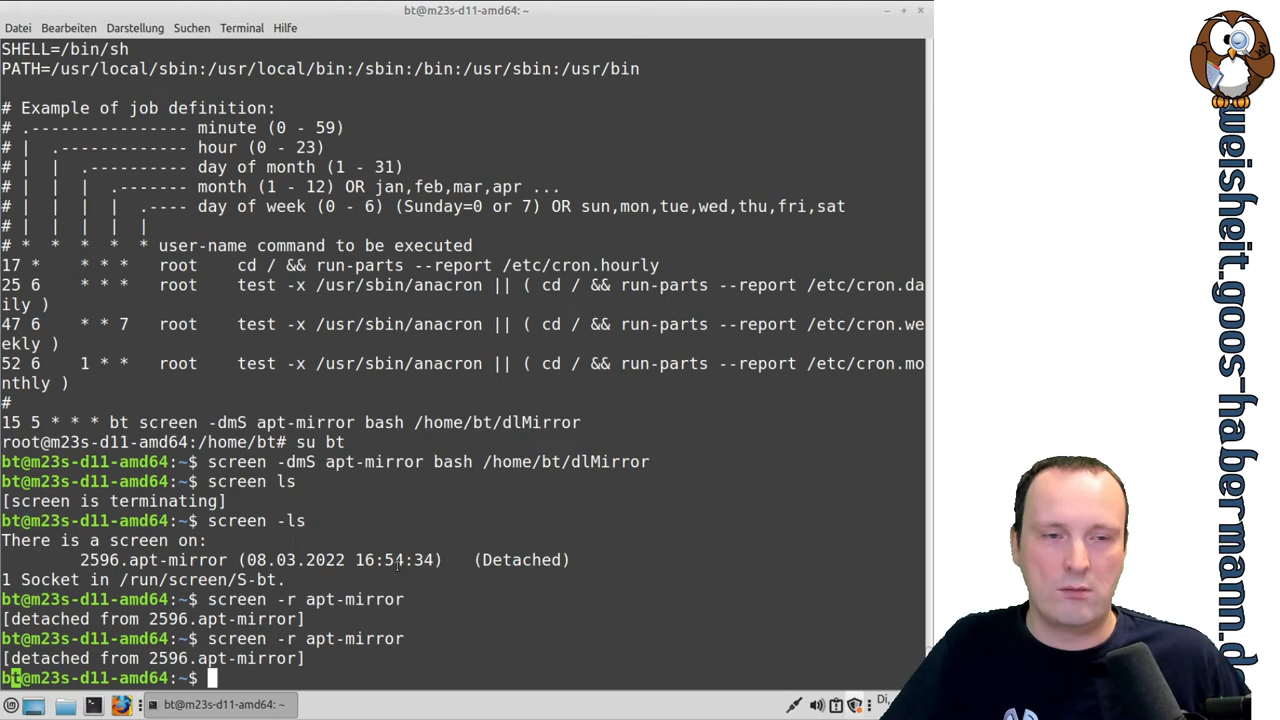 bt@m23s-d11-amd64: ~
Datei Bearbeiten Darstellung Suchen Terminal Hilfe
SHELL=/bin/sh
PATH=/usr/local/sbin:/usr/local/bin:/sbin:/bin:/usr/sbin:/usr/bin
# Example of job definition:
# .---------------- minute (0 - 59)
# | .------------- hour (0 - 23)
# | | .---------- day of month (1 - 31)
# | | | .------- month (1 - 12) OR jan,feb,mar,apr ...
# | | | | .---- day of week (0 - 6) (Sunday=0 or 7) OR sun,mon,tue,wed,thu,fri,sat
# | | | | |
# * * * * * user-name command to be executed
17 * * * * root cd / && run-parts --report /etc/cron.hourly
25 6 * * * root test -x /usr/sbin/anacron || ( cd / && run-parts --report /etc/cron.da
ily )
47 6 * * 7 root test -x /usr/sbin/anacron || ( cd / && run-parts --report /etc/cron.we
ekly )
52 6 1 * * root test -x /usr/sbin/anacron || ( cd / && run-parts --report /etc/cron.mo
nthly )
#
15 5 * * * bt screen -dmS apt-mirror bash /home/bt/dlMirror
root@m23s-d11-amd64:/home/bt# su bt
bt@m23s-d11-amd64:~$ screen -dmS apt-mirror bash /home/bt/dlMirror
bt@m23s-d11-amd64:~$ screen ls
[screen is terminating]
bt@m23s-d11-amd64:~$ screen -ls
There is a screen on:
2596.apt-mirror (08.03.2022 16:54:34) (Detached)
1 Socket in /run/screen/S-bt.
bt@m23s-d11-amd64:~$ screen -r apt-mirror
[detached from 2596.apt-mirror]
bt@m23s-d11-amd64:~$ screen -r apt-mirror
[detached from 2596.apt-mirror]
bt@m23s-d11-amd64:~$
bt@m23s-d11-amd64: ~
Di,
weisheit.goos-habermann.de